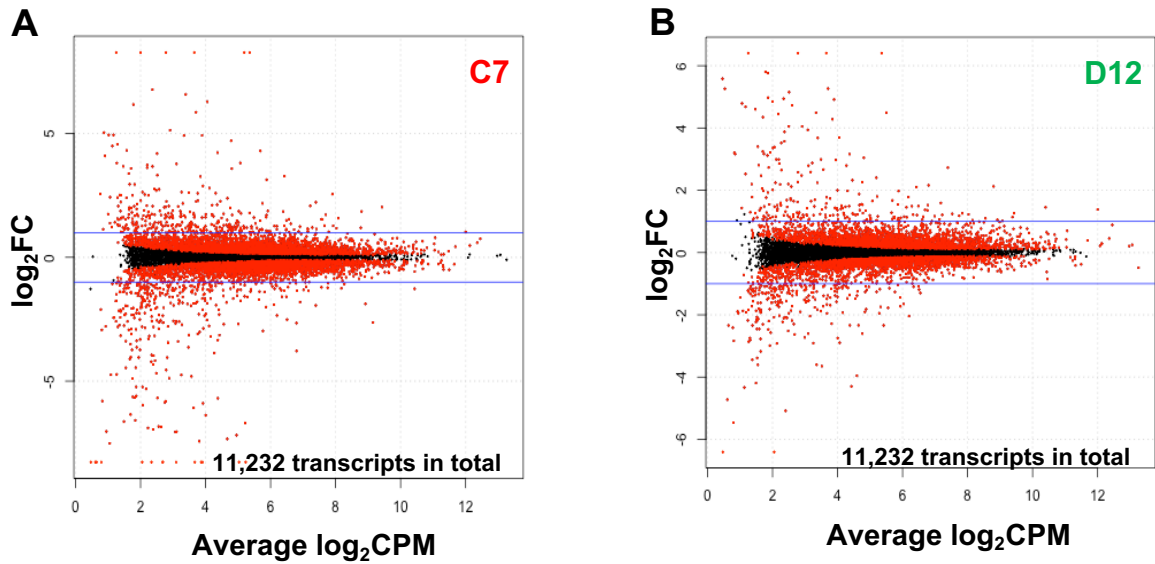 A
C7
log₂FC
5
0
-5
11,232 transcripts in total
0 2 4 6 8 10 12
Average log₂CPM
B
D12
log₂FC
6
4
2
0
-2
-4
-6
11,232 transcripts in total
0 2 4 6 8 10 12
Average log₂CPM